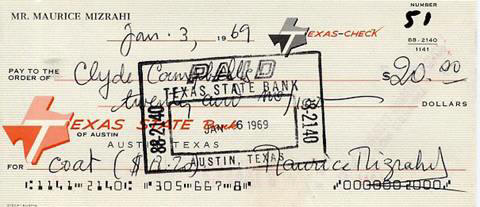 MR. MAURICE MIZRAHI
NUMBER
51
88-2140
1141
Jan. 3, 1969
TEXAS-CHECK
PAY TO THE
ORDER OF
Clyde Campbell
$20.00
twenty and no/100
DOLLARS
PAID
TEXAS STATE BANK
JAN 6 1969
88-2140
88-2140
AUSTIN, TEXAS
TEXAS STATE Bank
OF AUSTIN
AUSTIN, TEXAS
FOR coat
Maurice Mizrahi
1141 2140 305 667 8
0000002000